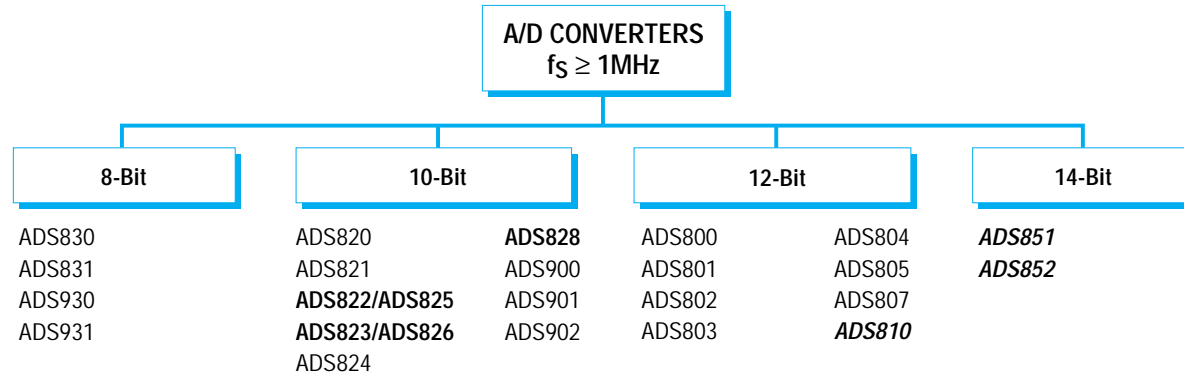 A/D CONVERTERS
fS ≥ 1MHz
8-Bit
ADS830
ADS831
ADS930
ADS931
10-Bit
ADS820
ADS821
ADS822/ADS825
ADS823/ADS826
ADS824
ADS828
ADS900
ADS901
ADS902
12-Bit
ADS800
ADS801
ADS802
ADS803
ADS804
ADS805
ADS807
ADS810
14-Bit
ADS851
ADS852